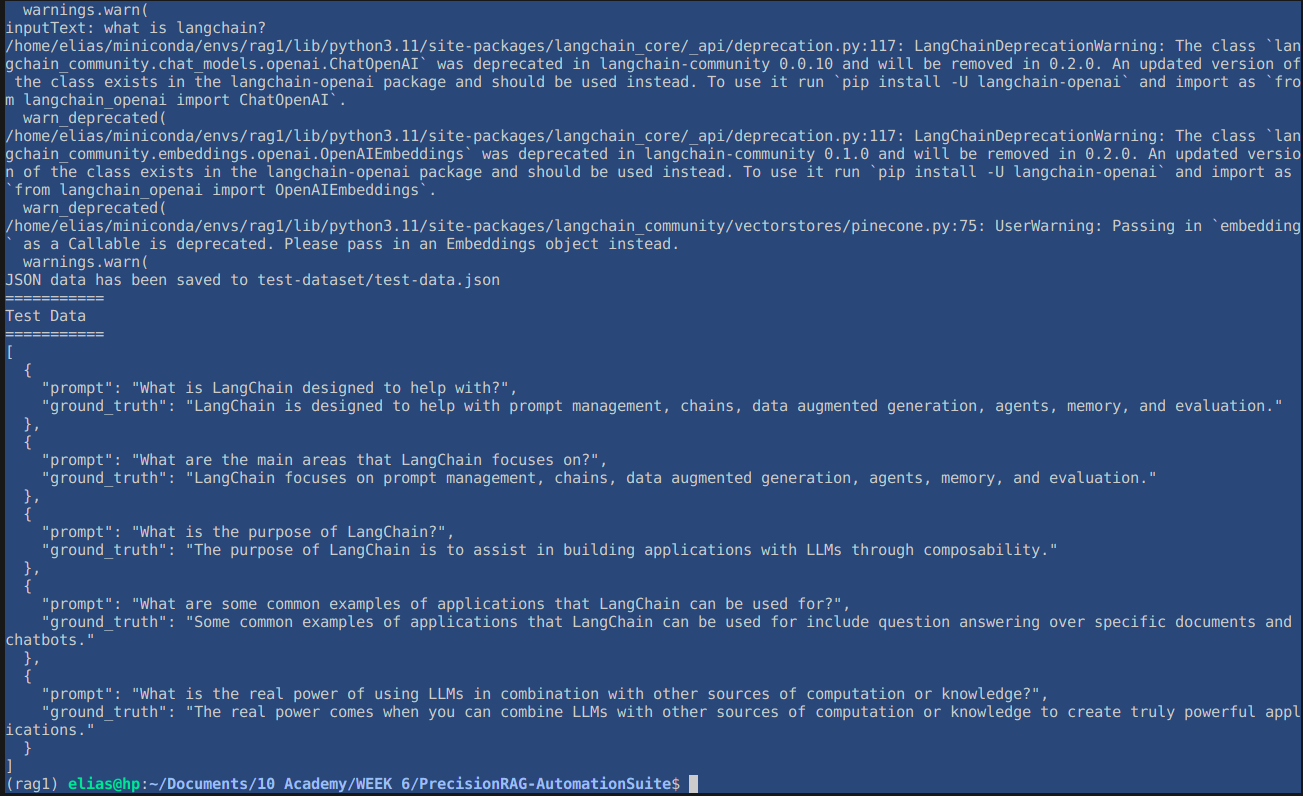 warnings.warn(
inputText: what is langchain?
/home/elias/miniconda/envs/rag1/lib/python3.11/site-packages/langchain_core/_api/deprecation.py:117: LangChainDeprecationWarning: The class `lan
gchain_community.chat_models.openai.ChatOpenAI` was deprecated in langchain-community 0.0.10 and will be removed in 0.2.0. An updated version of
 the class exists in the langchain-openai package and should be used instead. To use it run `pip install -U langchain-openai` and import as `fro
m langchain_openai import ChatOpenAI`.
  warn_deprecated(
/home/elias/miniconda/envs/rag1/lib/python3.11/site-packages/langchain_core/_api/deprecation.py:117: LangChainDeprecationWarning: The class `lan
gchain_community.embeddings.openai.OpenAIEmbeddings` was deprecated in langchain-community 0.1.0 and will be removed in 0.2.0. An updated versio
n of the class exists in the langchain-openai package and should be used instead. To use it run `pip install -U langchain-openai` and import as
`from langchain_openai import OpenAIEmbeddings`.
  warn_deprecated(
/home/elias/miniconda/envs/rag1/lib/python3.11/site-packages/langchain_community/vectorstores/pinecone.py:75: UserWarning: Passing in `embedding
` as a Callable is deprecated. Please pass in an Embeddings object instead.
  warnings.warn(
JSON data has been saved to test-dataset/test-data.json
===========
Test Data
===========
[
  {
    "prompt": "What is LangChain designed to help with?",
    "ground_truth": "LangChain is designed to help with prompt management, chains, data augmented generation, agents, memory, and evaluation."
  },
  {
    "prompt": "What are the main areas that LangChain focuses on?",
    "ground_truth": "LangChain focuses on prompt management, chains, data augmented generation, agents, memory, and evaluation."
  },
  {
    "prompt": "What is the purpose of LangChain?",
    "ground_truth": "The purpose of LangChain is to assist in building applications with LLMs through composability."
  },
  {
    "prompt": "What are some common examples of applications that LangChain can be used for?",
    "ground_truth": "Some common examples of applications that LangChain can be used for include question answering over specific documents and
chatbots."
  },
  {
    "prompt": "What is the real power of using LLMs in combination with other sources of computation or knowledge?",
    "ground_truth": "The real power comes when you can combine LLMs with other sources of computation or knowledge to create truly powerful appl
ications."
  }
]
(rag1) elias@hp:~/Documents/10 Academy/WEEK 6/PrecisionRAG-AutomationSuite$